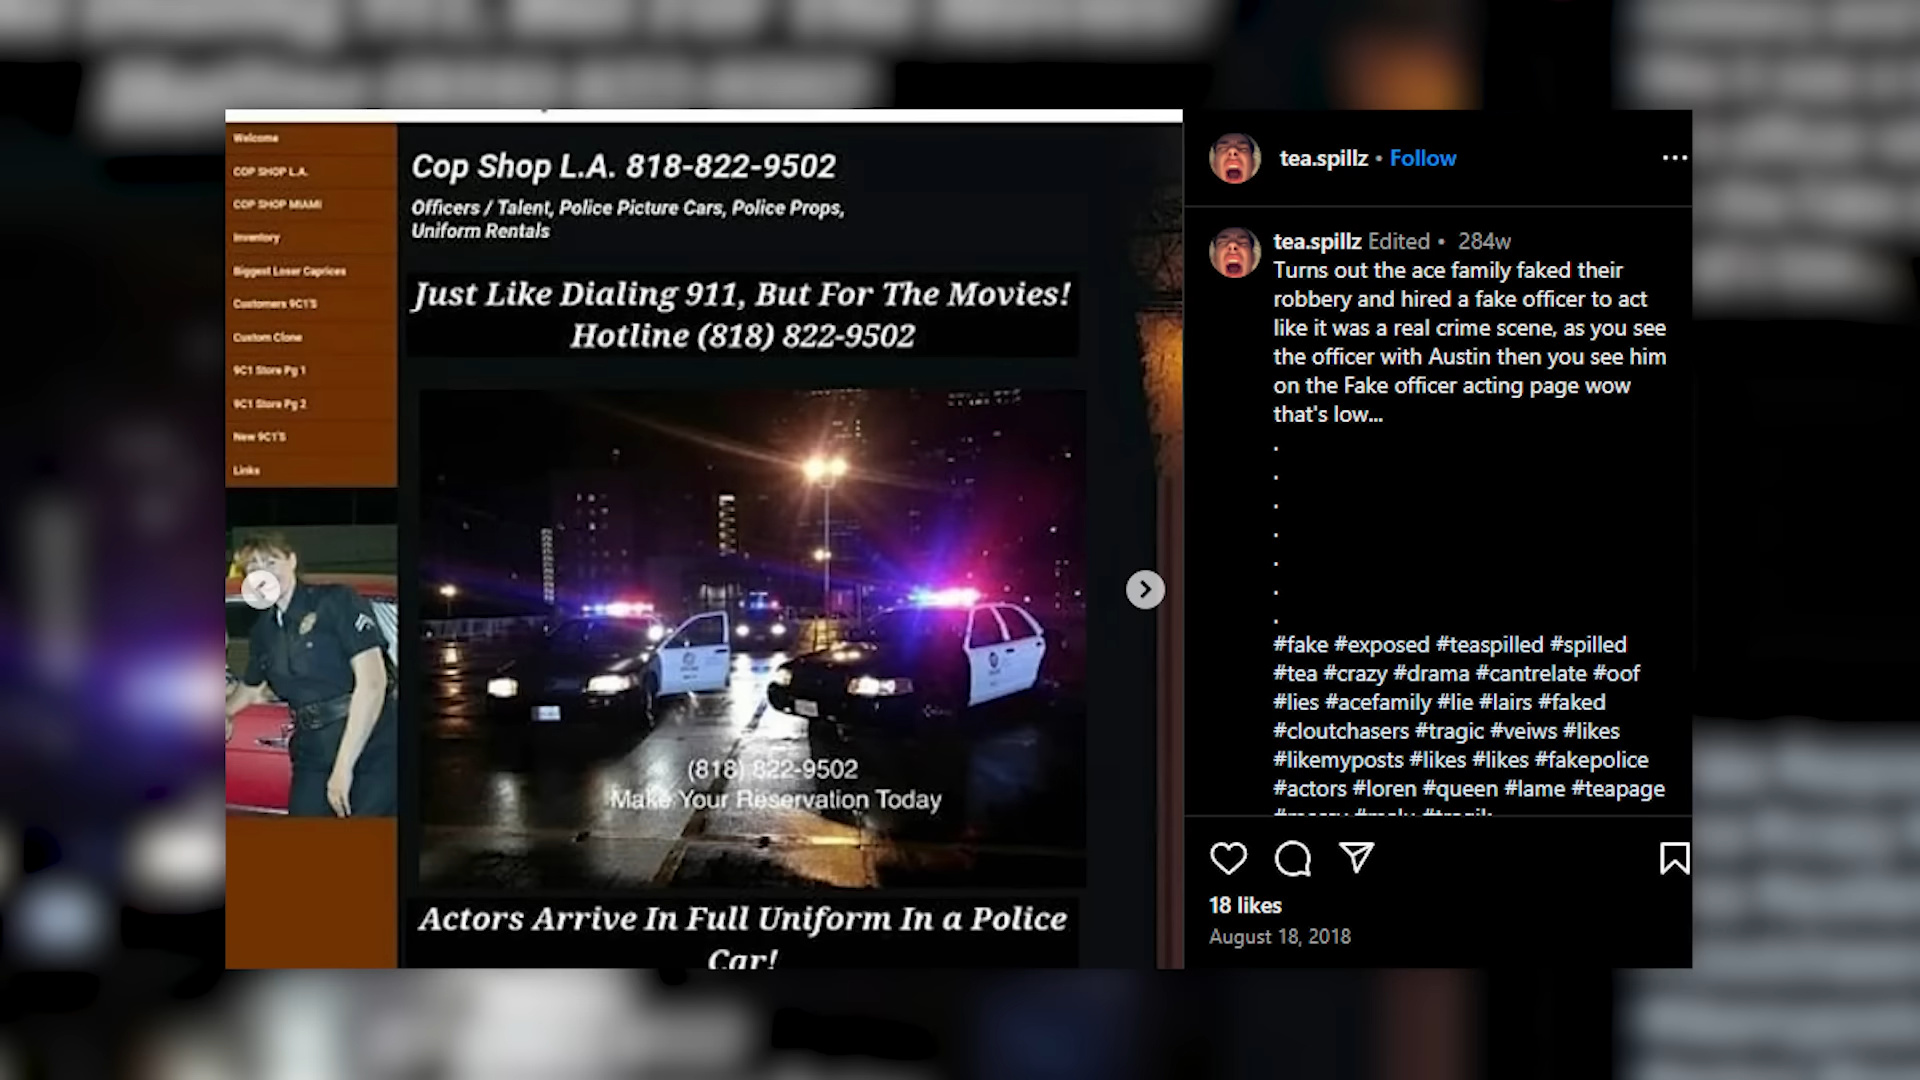 Welcome
COP SHOP L.A.
COP SHOP MIAMI
Inventory
Biggest Loser Caprices
Customers 9C1'S
Custom Clone
9C1 Store Pg 1
9C1 Store Pg 2
New 9C1'S
Links
Cop Shop L.A. 818-822-9502
Officers / Talent, Police Picture Cars, Police Props,
Uniform Rentals
Just Like Dialing 911, But For The Movies!
Hotline (818) 822-9502
(818) 822-9502
Make Your Reservation Today
Actors Arrive In Full Uniform In a Police
Car!
tea.spillz • Follow
tea.spillz Edited • 284w
Turns out the ace family faked their
robbery and hired a fake officer to act
like it was a real crime scene, as you see
the officer with Austin then you see him
on the Fake officer acting page wow
that's low...
.
.
.
.
.
.
.
#fake #exposed #teaspilled #spilled
#tea #crazy #drama #cantrelate #oof
#lies #acefamily #lie #lairs #faked
#cloutchasers #tragic #veiws #likes
#likemyposts #likes #likes #fakepolice
#actors #loren #queen #lame #teapage
18 likes
August 18, 2018